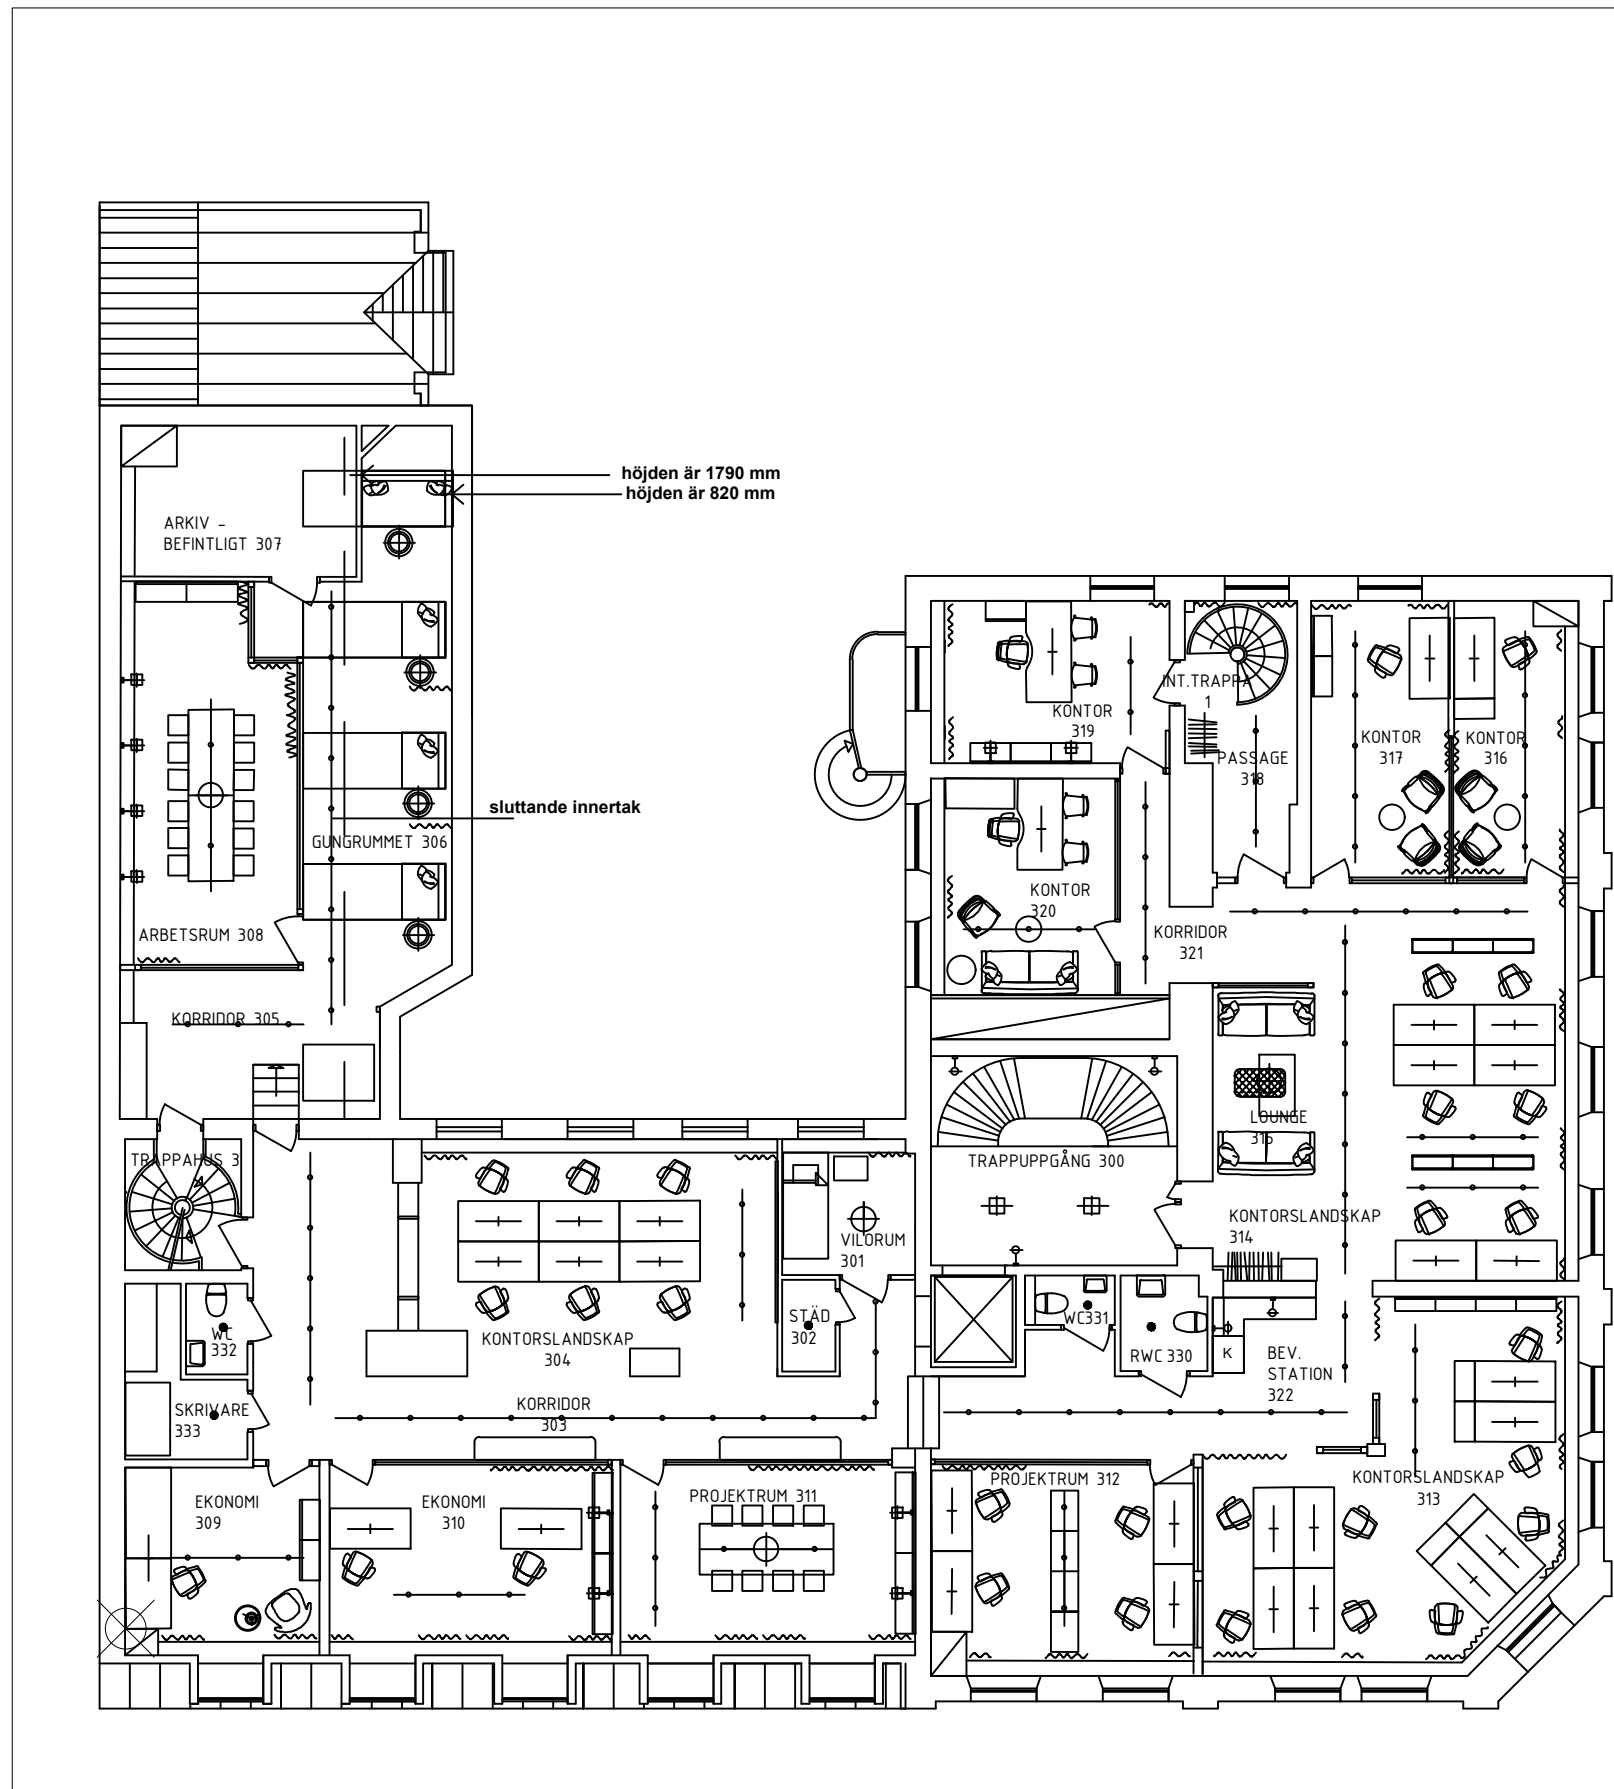 höjden är 1790 mm
höjden är 820 mm
ARKIV -
BEFINTLIGT 307
sluttande innertak
GUNGRUMMET 306
ARBETSRUM 308
KORRIDOR 305
TRAPPAHUS 3
WC
332
SKRIVARE
333
KONTORSLANDSKAP
304
KORRIDOR
303
VILORUM
301
STÄD
302
EKONOMI
309
EKONOMI
310
PROJEKTRUM 311
INT.TRAPPA
1
KONTOR
319
PASSAGE
318
KONTOR
317
KONTOR
316
KONTOR
320
KORRIDOR
321
LOUNGE
315
TRAPPUPPGÅNG 300
KONTORSLANDSKAP
314
WC331
RWC 330
K
BEV.
STATION
322
PROJEKTRUM 312
KONTORSLANDSKAP
313